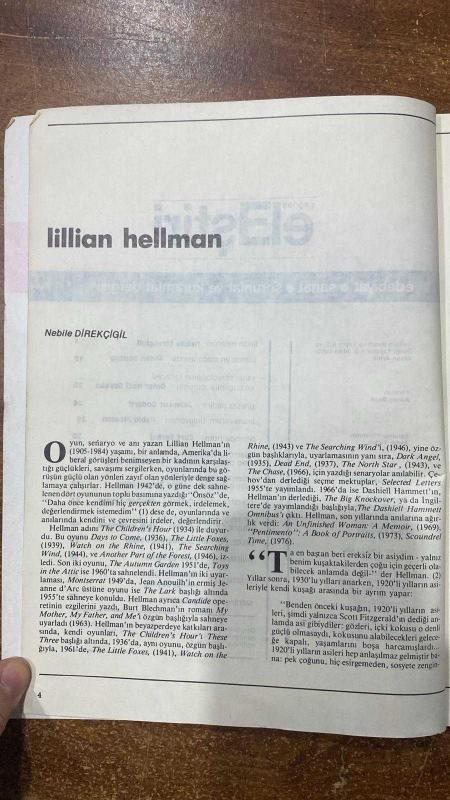 lillian hellman
Nebile DİREKÇİGİL
Oyun, senaryo ve anı yazan Lillian Hellman'ın
(1905-1984) yaşamı, bir anlamda, Amerika'da li-
beral görüşleri benimseyen bir kadının karşılaş-
tığı güçlükleri, savaşım sergilerken, oyunlarında bu gö-
rüşün güçlü olan yönleri zayıf olan yönleriyle denge sağ-
lamaya çalışırlar. Hellman 1942'de, o güne dek sahne-
lenen dört oyununun toplu basımına yazdığı "Önsöz"de,
"Daha önce kendimi hiç gerçekten görmek, irdelemek,
değerlendirmek istemedim" (1) dese de, oyunlarında ve
anılarında kendini ve çevresini irdeler, değerlendirir.
Hellman adını The Children's Hour (1934) ile duyur-
du. Bu oyunu Days to Come, (1936), The Little Foxes,
(1939), Watch on the Rhine, (1941), The Searching
Wind, (1944), ve Another Part of the Forest, (1946), iz-
ledi. Son iki oyunu, The Autumn Garden 1951'de, Toys
in the Attic ise 1960'ta sahnelendi. Hellman'ın iki uyar-
laması, Montserrat 1949'da, Jean Anouilh'ın ermiş Je-
anne d'Arc üstüne oyunu ise The Lark başlığı altında
1955'te sahneye konuldu. Hellman ayrıca Candide ope-
retinin ezgilerini yazdı, Burt Blechman'ın romanı My
Mother, My Father, and Me'i özgün başlığıyla sahneye
uyarladı (1963). Hellman'ın beyazperdeye katkıları ara-
sında, kendi oyunları, The Children's Hour'ı These
Three başlığı altında, 1936'da, aynı oyunu, özgün başlı-
ğıyla, 1961'de, The Little Foxes, (1941), Watch on the
Rhine, (1943) ve The Searching Wind'i, (1946), yine öz-
gün başlıklarıyla, uyarlamasının yanı sıra, Dark Angel,
(1935), Dead End, (1937), The North Star, (1943), ve
The Chase, (1966), için yazdığı senaryolar anılabilir. Çe-
hov'dan derlediği seçme mektuplar, Selected Letters
1955'te yayımlandı. 1966'da ise Dashiell Hammett'ın,
Hellman'ın derlediği, The Big Knockover, ya da İngil-
tere'de yayımlandığı başlığıyla, The Dashiell Hammett
Omnibus'ı çıktı. Hellman, son yıllarında anılarına ağır-
lık verdi: An Unfinished Woman: A Memoir, (1969),
"Pentimento": A Book of Portraits, (1973), Scoundrel
Time, (1976).
"Ta en baştan beri ereksiz bir asiydim - yalnız
benim kuşaktakilerden çoğu için geçerli ola-
bilecek anlamda değil-" der Hellman. (2)
Yıllar sonra, 1930'lu yılları anarken, 1920'li yılların asi-
leriyle kendi kuşağı arasında bir ayrım yapar:
"Benden önceki kuşağın, 1920'li yılların asi-
leri, şimdi yalnızca Scott Fitzgerald'ın dediği an-
lamda asi gibiydiler: gözleri, içki kokusu o denli
güçlü olmasaydı, kokusunu alabilecekleri gelece-
ğe kapalı, yaşamlarını boşa harcamışlardı...
1920'li yılların asileri hep anlaşılmaz gelmiştir ba-
na: pek çoğunu, hiç esirgemeden, sosyete zengin-
4